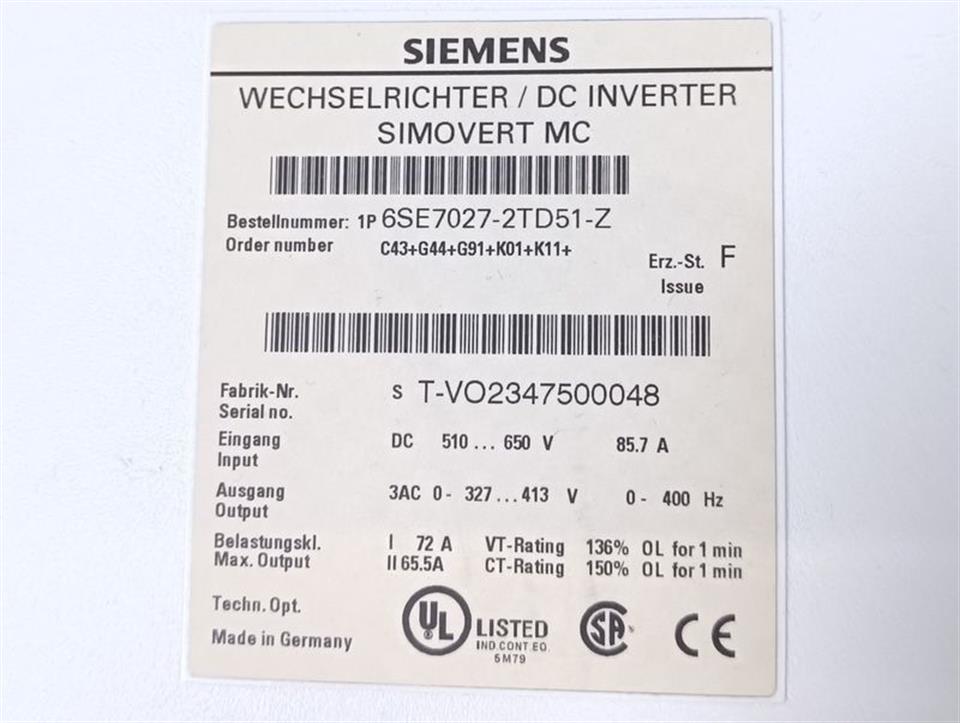 SIEMENS
WECHSELRICHTER / DC INVERTER
SIMOVERT MC
Bestellnummer: 1P 6SE7027-2TD51-Z
Order number C43+G44+G91+K01+K11+
Erz.-St. F
Issue
Fabrik-Nr. S T-VO2347500048
Serial no.
Eingang DC 510 ... 650 V 85.7 A
Input
Ausgang 3AC 0 - 327 ... 413 V 0 - 400 Hz
Output
Belastungskl. I 72 A VT-Rating 136% OL for 1 min
Max. Output II 65.5A CT-Rating 150% OL for 1 min
Techn. Opt.
Made in Germany
UL LISTED
IND.CONT.EQ.
5M79
SA
CE